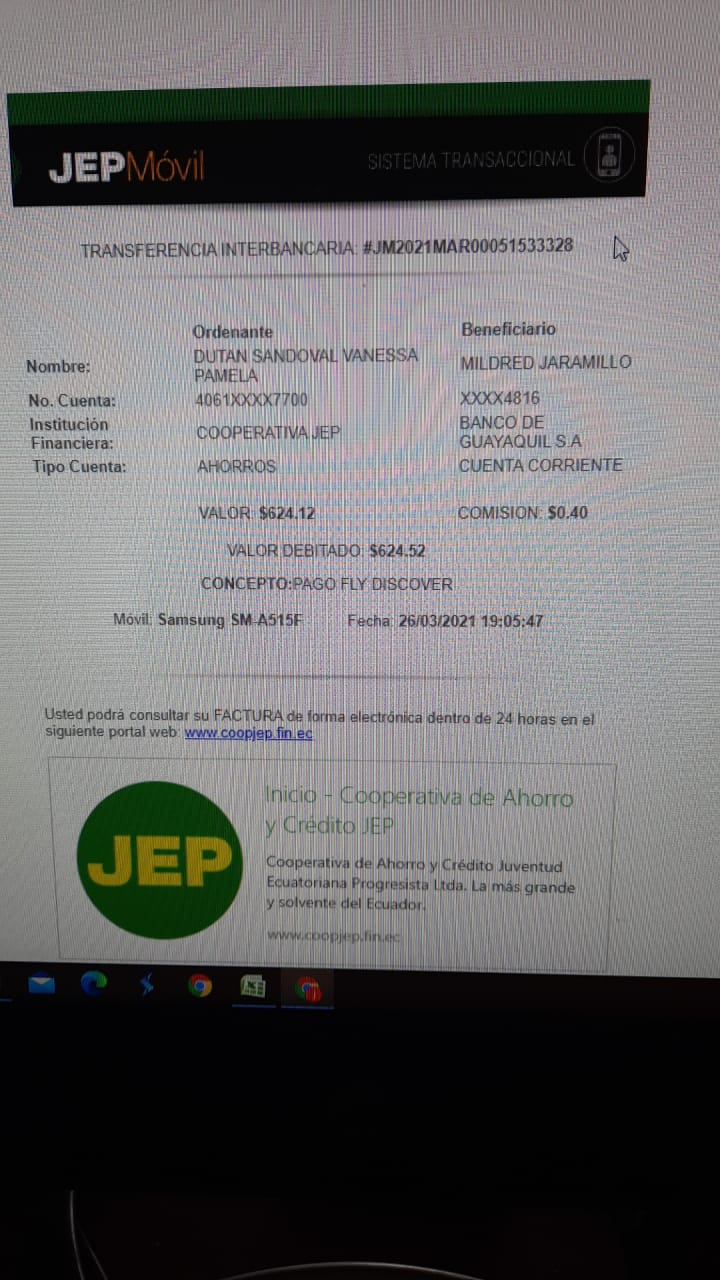 JEPMóvil
SISTEMA TRANSACCIONAL
TRANSFERENCIA INTERBANCARIA: #JM2021MAR00051533328
Ordenante Beneficiario
Nombre: DUTAN SANDOVAL VANESSA PAMELA MILDRED JARAMILLO
No. Cuenta: 4061XXXX7700 XXXX4816
Institución Financiera: COOPERATIVA JEP BANCO DE GUAYAQUIL S.A
Tipo Cuenta: AHORROS CUENTA CORRIENTE
VALOR: $624.12 COMISION: $0.40
VALOR DEBITADO: $624.52
CONCEPTO:PAGO FLY DISCOVER
Móvil: Samsung SM-A515F Fecha: 26/03/2021 19:05:47
Usted podrá consultar su FACTURA de forma electrónica dentro de 24 horas en el
siguiente portal web: www.coopjep.fin.ec
JEP
Inicio - Cooperativa de Ahorro
y Crédito JEP
Cooperativa de Ahorro y Crédito Juventud
Ecuatoriana Progresista Ltda. La más grande
y solvente del Ecuador.
www.coopjep.fin.ec